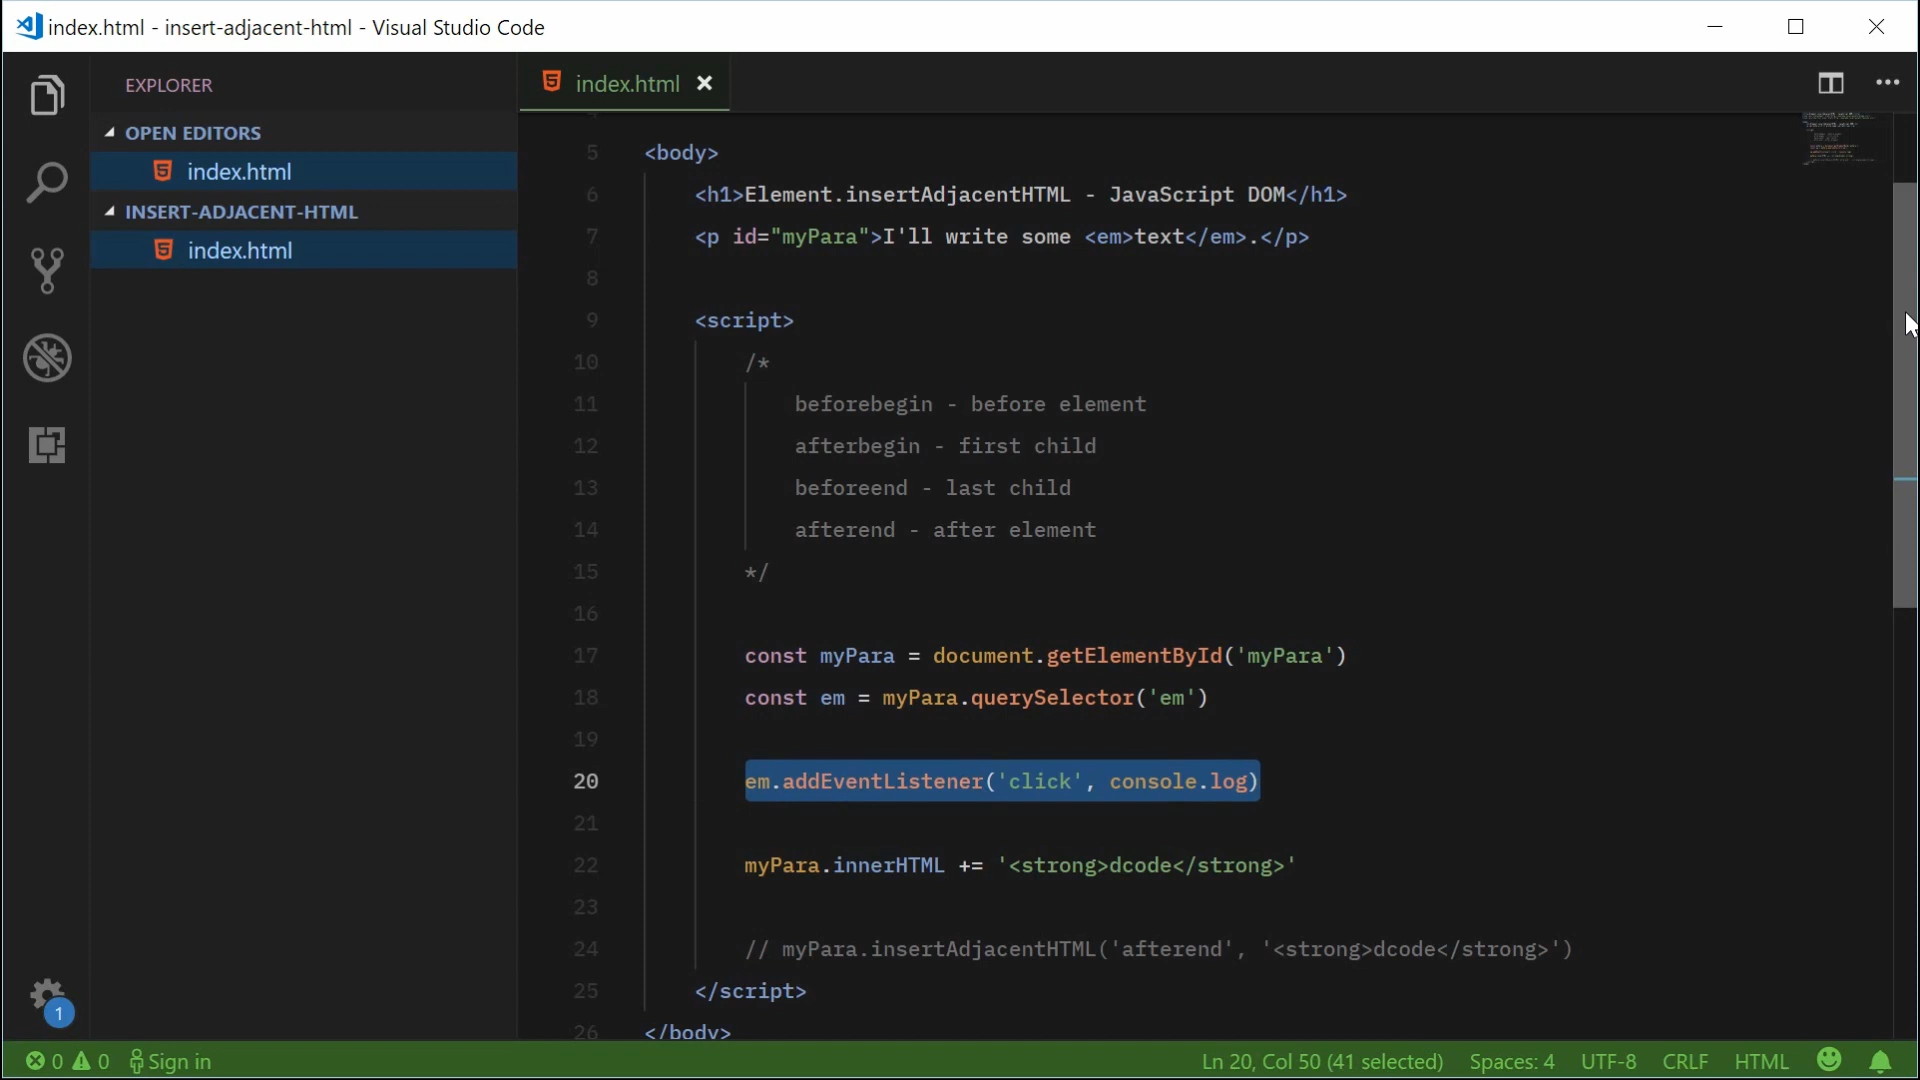 index.html - insert-adjacent-html - Visual Studio Code
EXPLORER
OPEN EDITORS
index.html
INSERT-ADJACENT-HTML
index.html
index.html
5 <body>
6 <h1>Element.insertAdjacentHTML - JavaScript DOM</h1>
7 <p id="myPara">I'll write some <em>text</em>.</p>
8
9 <script>
10 /*
11 beforebegin - before element
12 afterbegin - first child
13 beforeend - last child
14 afterend - after element
15 */
16
17 const myPara = document.getElementById('myPara')
18 const em = myPara.querySelector('em')
19
20 em.addEventListener('click', console.log)
21
22 myPara.innerHTML += '<strong>dcode</strong>'
23
24 // myPara.insertAdjacentHTML('afterend', '<strong>dcode</strong>')
25 </script>
26 </body>
1
0 0 Sign in
Ln 20, Col 50 (41 selected) Spaces: 4 UTF-8 CRLF HTML